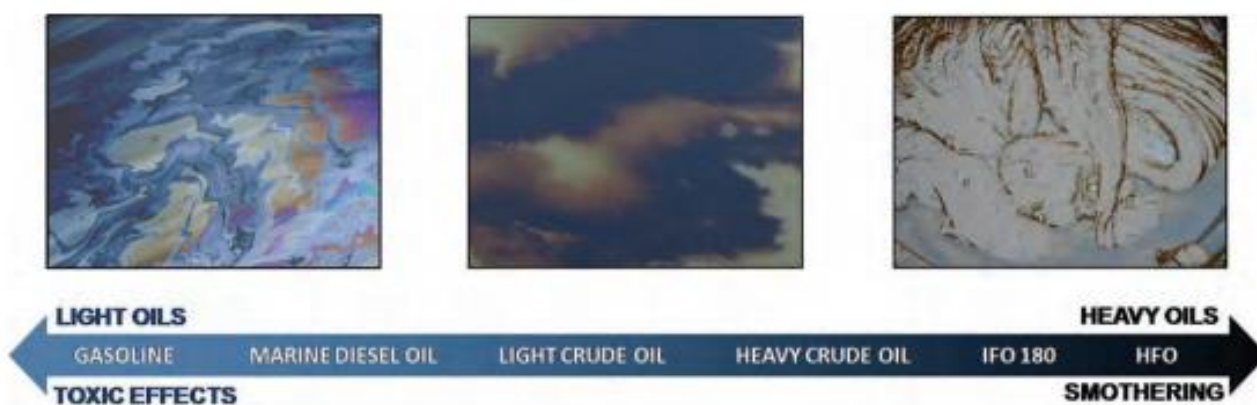 LIGHT OILS
HEAVY OILS
GASOLINE
MARINE DIESEL OIL
LIGHT CRUDE OIL
HEAVY CRUDE OIL
IFO 180
HFO
TOXIC EFFECTS
SMOTHERING